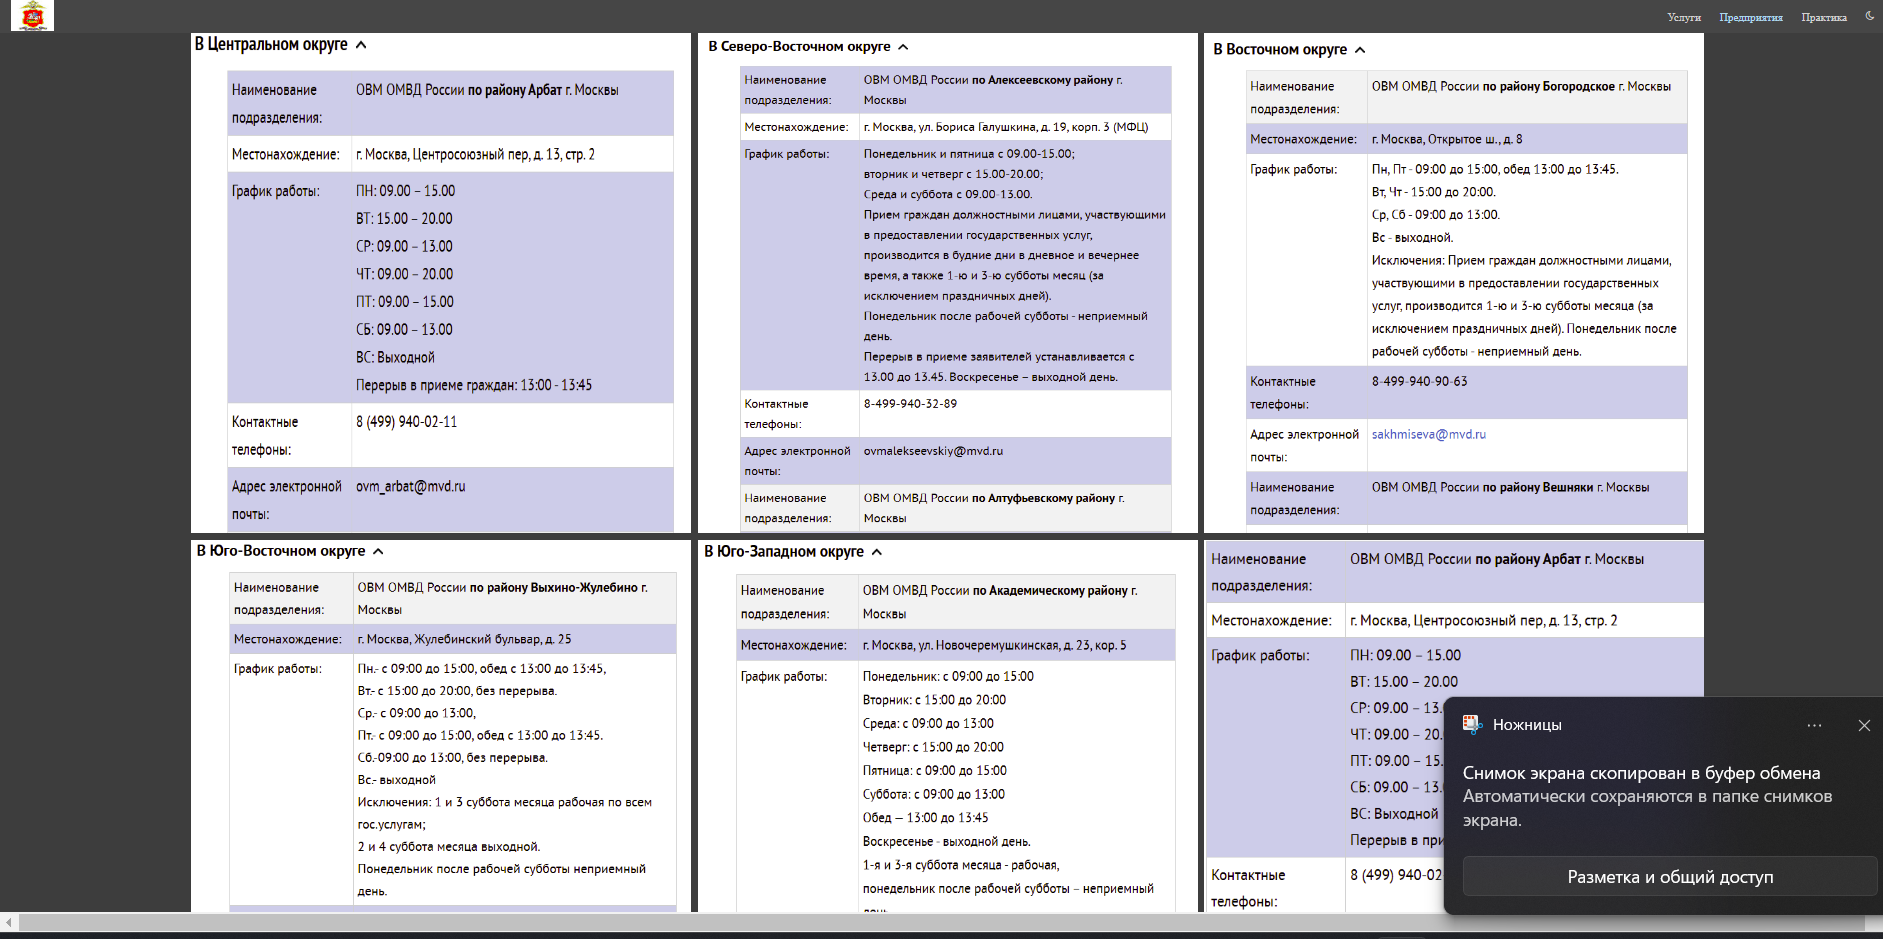 Услуги
Предприятия
Практика
В Центральном округе
Наименование
подразделения:
ОВМ ОМВД России по району Арбат г. Москвы
Местонахождение:
г. Москва, Центросоюзный пер, д. 13, стр. 2
График работы:
ПН: 09.00 – 15.00
ВТ: 15.00 – 20.00
СР: 09.00 – 13.00
ЧТ: 09.00 – 20.00
ПТ: 09.00 – 15.00
СБ: 09.00 – 13.00
ВС: Выходной
Перерыв в приеме граждан: 13:00 - 13:45
Контактные
телефоны:
8 (499) 940-02-11
Адрес электронной
почты:
ovm_arbat@mvd.ru
В Северо-Восточном округе
Наименование
подразделения:
ОВМ ОМВД России по Алексеевскому району г.
Москвы
Местонахождение:
г. Москва, ул. Бориса Галушкина, д. 19, корп. 3 (МФЦ)
График работы:
Понедельник и пятница с 09.00-15.00;
вторник и четверг с 15.00-20.00;
Среда и суббота с 09.00-13.00.
Прием граждан должностными лицами, участвующими
в предоставлении государственных услуг,
производится в будние дни в дневное и вечернее
время, а также 1-ю и 3-ю субботы месяц (за
исключением праздничных дней).
Понедельник после рабочей субботы - неприемный
день.
Перерыв в приеме заявителей устанавливается с
13.00 до 13.45. Воскресенье – выходной день.
Контактные
телефоны:
8-499-940-32-89
Адрес электронной
почты:
ovmalekseevskiy@mvd.ru
Наименование
подразделения:
ОВМ ОМВД России по Алтуфьевскому району г.
Москвы
В Восточном округе
Наименование
подразделения:
ОВМ ОМВД России по району Богородское г. Москвы
Местонахождение:
г. Москва, Открытое ш., д. 8
График работы:
Пн, Пт - 09:00 до 15:00, обед 13:00 до 13:45.
Вт, Чт - 15:00 до 20:00.
Ср, Сб - 09:00 до 13:00.
Вс - выходной.
Исключения: Прием граждан должностными лицами,
участвующими в предоставлении государственных
услуг, производится 1-ю и 3-ю субботы месяца (за
исключением праздничных дней). Понедельник после
рабочей субботы - неприемный день.
Контактные
телефоны:
8-499-940-90-63
Адрес электронной
почты:
sakhmiseva@mvd.ru
Наименование
подразделения:
ОВМ ОМВД России по району Вешняки г. Москвы
В Юго-Восточном округе
Наименование
подразделения:
ОВМ ОМВД России по району Выхино-Жулебино г.
Москвы
Местонахождение:
г. Москва, Жулебинский бульвар, д. 25
График работы:
Пн.- с 09:00 до 15:00, обед с 13:00 до 13:45,
Вт.- с 15:00 до 20:00, без перерыва.
Ср.- с 09:00 до 13:00,
Пт.- с 09:00 до 15:00, обед с 13:00 до 13:45.
Сб.-09:00 до 13:00, без перерыва.
Вс.- выходной
Исключения: 1 и 3 суббота месяца рабочая по всем
гос.услугам;
2 и 4 суббота месяца выходной.
Понедельник после рабочей субботы неприемный
день.
В Юго-Западном округе
Наименование
подразделения:
ОВМ ОМВД России по Академическому району г.
Москвы
Местонахождение:
г. Москва, ул. Новочеремушкинская, д. 23, кор. 5
График работы:
Понедельник: с 09:00 до 15:00
Вторник: с 15:00 до 20:00
Среда: с 09:00 до 13:00
Четверг: с 15:00 до 20:00
Пятница: с 09:00 до 15:00
Суббота: с 09:00 до 13:00
Обед — 13:00 до 13:45
Воскресенье - выходной день.
1-я и 3-я суббота месяца - рабочая,
понедельник после рабочей субботы – неприемный
Наименование
подразделения:
ОВМ ОМВД России по району Арбат г. Москвы
Местонахождение:
г. Москва, Центросоюзный пер, д. 13, стр. 2
График работы:
ПН: 09.00 – 15.00
ВТ: 15.00 – 20.00
СР: 09.00 – 13.
ЧТ: 09.00 – 20.
ПТ: 09.00 – 15.
СБ: 09.00 – 13.
ВС: Выходной
Перерыв в при
Контактные
телефоны:
8 (499) 940-02
Ножницы
Снимок экрана скопирован в буфер обмена
Автоматически сохраняются в папке снимков
экрана.
Разметка и общий доступ